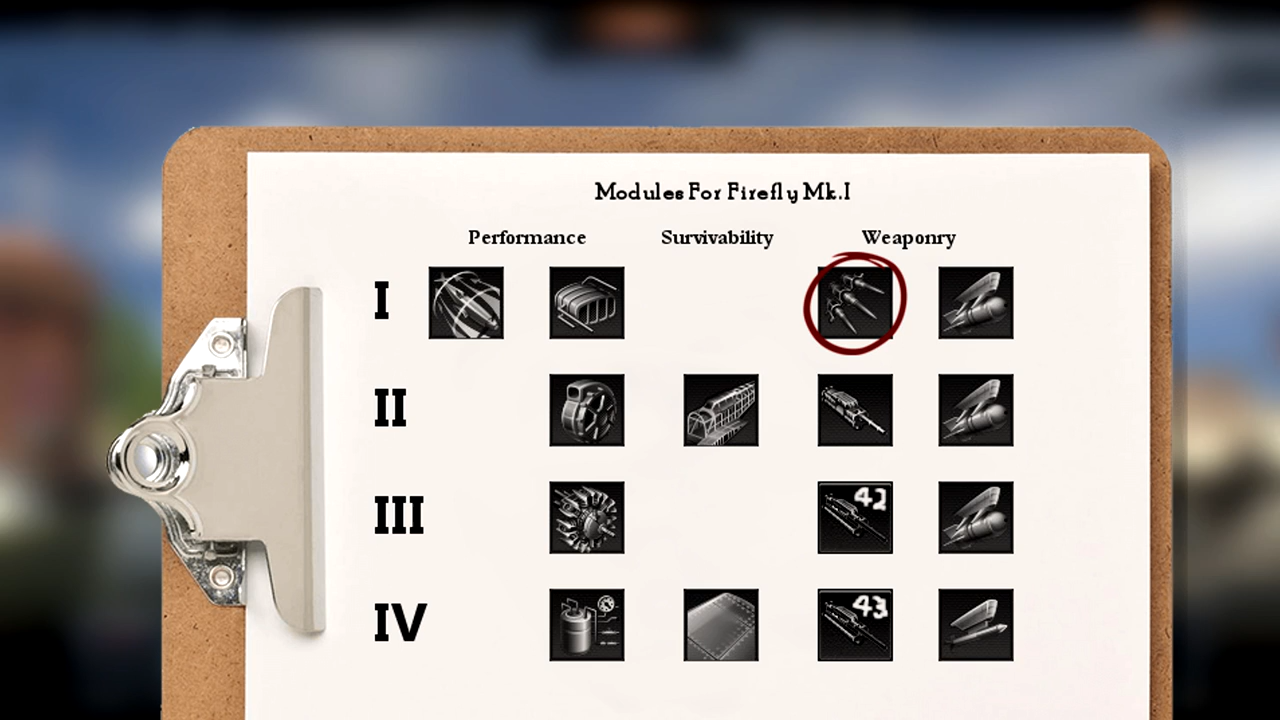 Modules For Firefly Mk.I
Performance Survivability Weaponry
I
II
III 42
IV 43